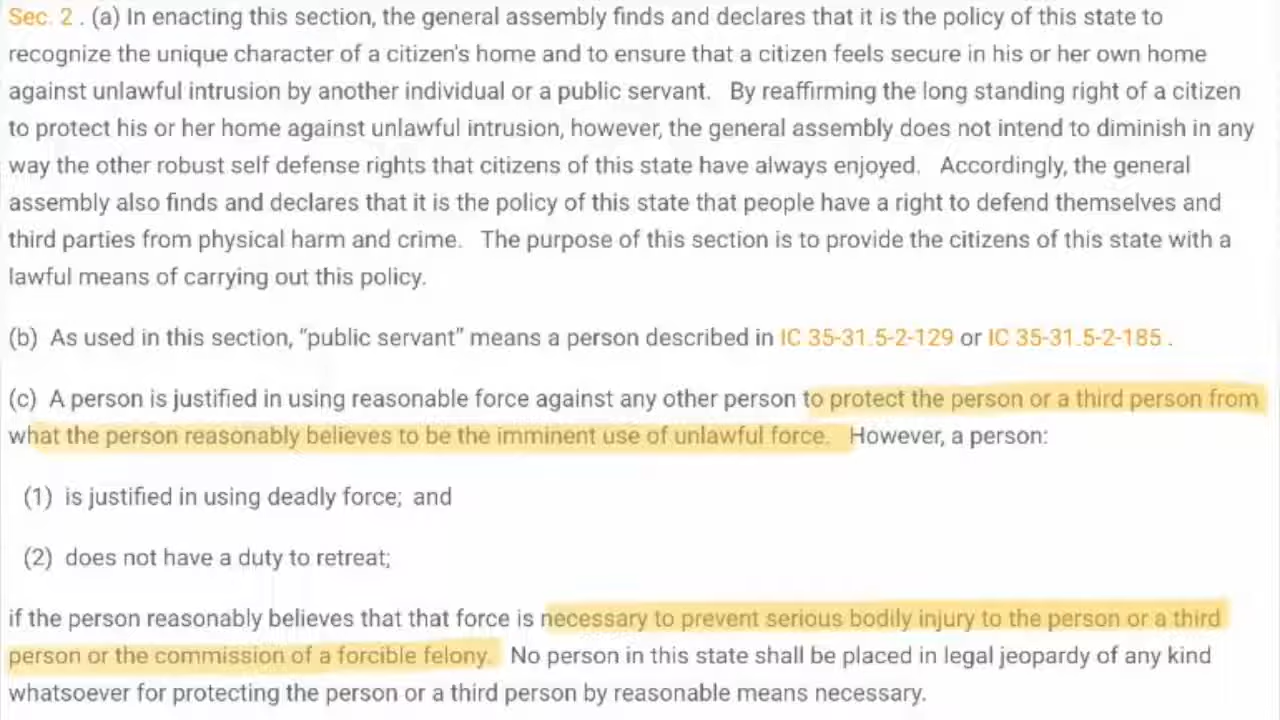 Sec. 2 . (a) In enacting this section, the general assembly finds and declares that it is the policy of this state to
recognize the unique character of a citizen's home and to ensure that a citizen feels secure in his or her own home
against unlawful intrusion by another individual or a public servant. By reaffirming the long standing right of a citizen
to protect his or her home against unlawful intrusion, however, the general assembly does not intend to diminish in any
way the other robust self defense rights that citizens of this state have always enjoyed. Accordingly, the general
assembly also finds and declares that it is the policy of this state that people have a right to defend themselves and
third parties from physical harm and crime. The purpose of this section is to provide the citizens of this state with a
lawful means of carrying out this policy.
(b) As used in this section, “public servant” means a person described in IC 35-31.5-2-129 or IC 35-31.5-2-185 .
(c) A person is justified in using reasonable force against any other person to protect the person or a third person from
what the person reasonably believes to be the imminent use of unlawful force. However, a person:
(1) is justified in using deadly force; and
(2) does not have a duty to retreat;
if the person reasonably believes that that force is necessary to prevent serious bodily injury to the person or a third
person or the commission of a forcible felony. No person in this state shall be placed in legal jeopardy of any kind
whatsoever for protecting the person or a third person by reasonable means necessary.